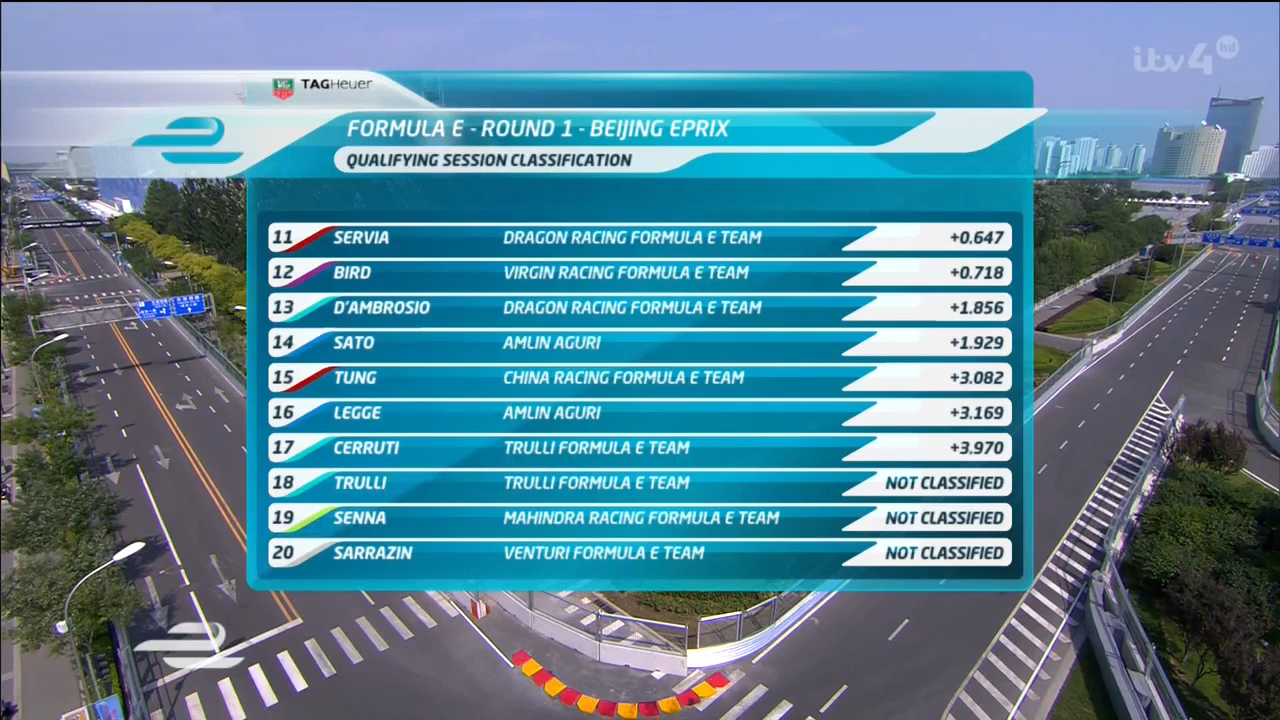 itv4 hd
TAGHeuer
FORMULA E - ROUND 1 - BEIJING EPRIX
QUALIFYING SESSION CLASSIFICATION
11 SERVIA DRAGON RACING FORMULA E TEAM +0.647
12 BIRD VIRGIN RACING FORMULA E TEAM +0.718
13 D'AMBROSIO DRAGON RACING FORMULA E TEAM +1.856
14 SATO AMLIN AGURI +1.929
15 TUNG CHINA RACING FORMULA E TEAM +3.082
16 LEGGE AMLIN AGURI +3.169
17 CERRUTI TRULLI FORMULA E TEAM +3.970
18 TRULLI TRULLI FORMULA E TEAM NOT CLASSIFIED
19 SENNA MAHINDRA RACING FORMULA E TEAM NOT CLASSIFIED
20 SARRAZIN VENTURI FORMULA E TEAM NOT CLASSIFIED